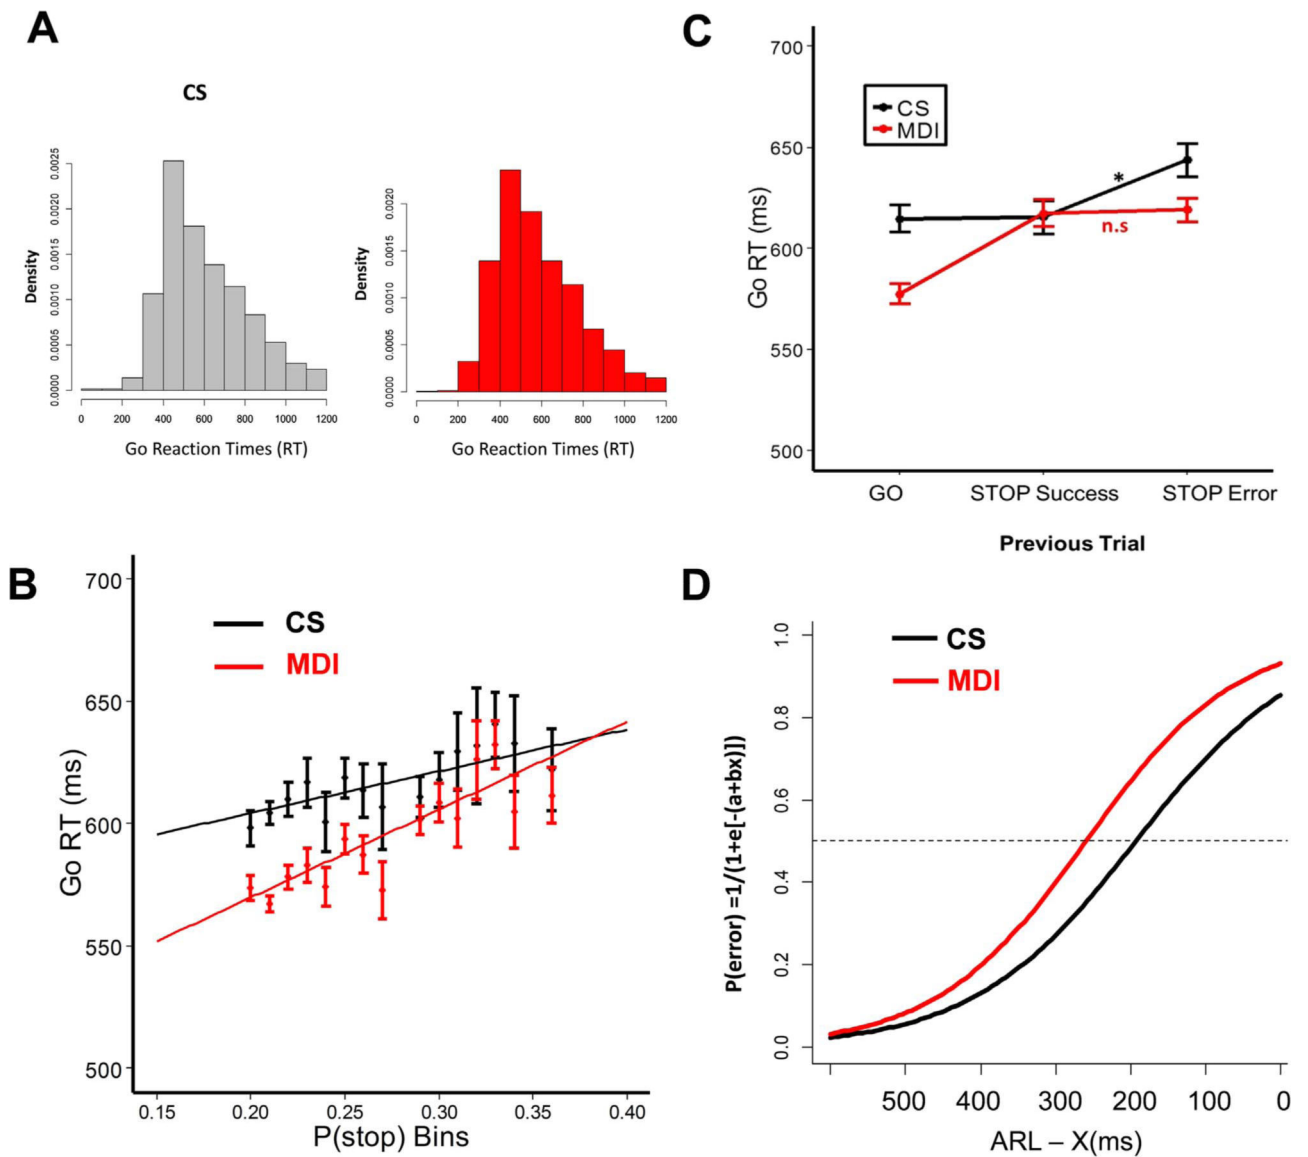 A
CS
Density
0.0000 0.0005 0.0010 0.0015 0.0020 0.0025
0 200 400 600 800 1000 1200
Go Reaction Times (RT)
Density
0.0000 0.0005 0.0010 0.0015 0.0020
0 200 400 600 800 1000 1200
Go Reaction Times (RT)
C
Go RT (ms)
700
650
600
550
500
CS
MDI
*
n.s
GO STOP Success STOP Error
Previous Trial
B
Go RT (ms)
700
650
600
550
500
CS
MDI
0.15 0.20 0.25 0.30 0.35 0.40
P(stop) Bins
D
P(error) =1/(1+e[-(a+bx)])
0.0 0.2 0.4 0.6 0.8 1.0
CS
MDI
500 400 300 200 100 0
ARL – X(ms)